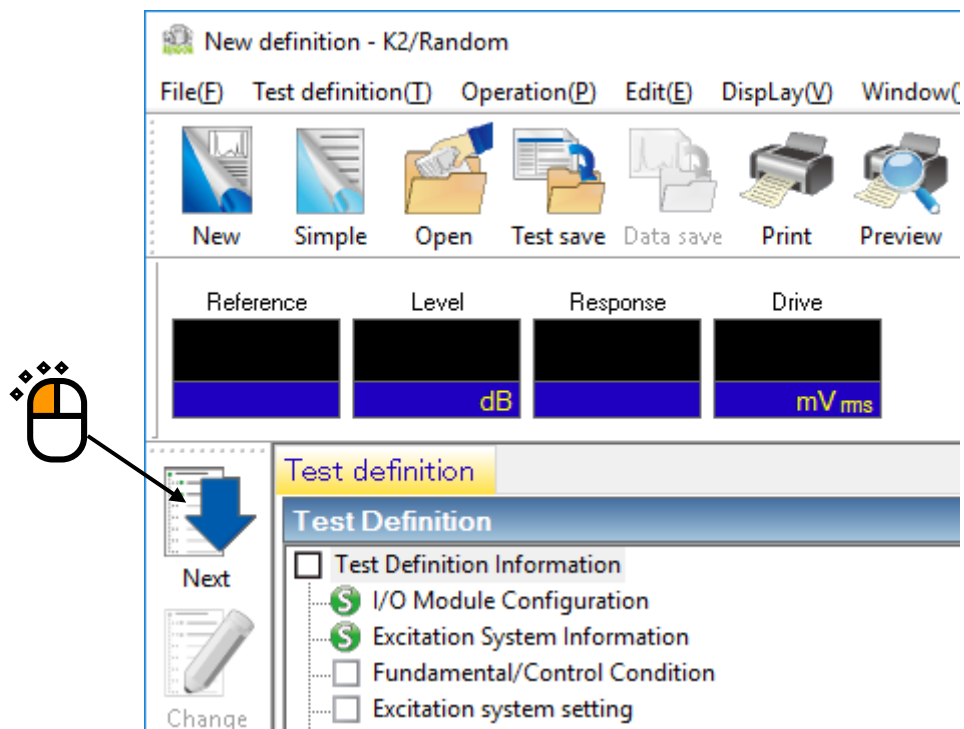 New definition - K2/Random
File(F) Test definition(T) Operation(P) Edit(E) DispLay(V) Window(
New Simple Open Test save Data save Print Preview
Reference Level Response Drive
dB mV rms
Test definition
Test Definition
Next
Test Definition Information
S I/O Module Configuration
S Excitation System Information
Fundamental/Control Condition
Excitation system setting
Change